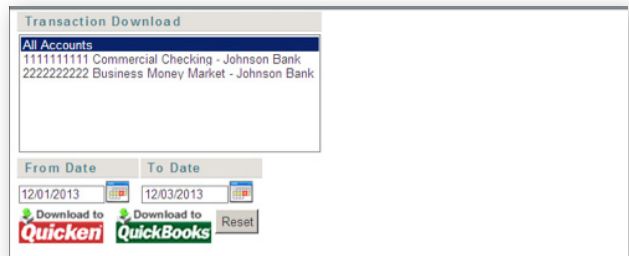 Transaction Download
All Accounts
1111111111 Commercial Checking - Johnson Bank
2222222222 Business Money Market - Johnson Bank
From Date To Date
12/01/2013 12/03/2013
Download to Download to
Quicken QuickBooks Reset